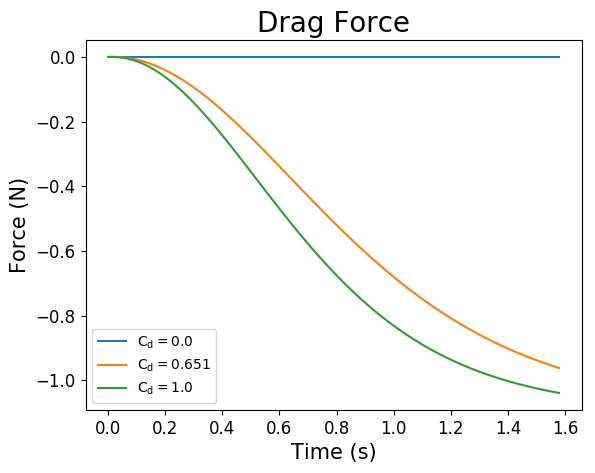 Drag Force
Force (N)
0.0
−0.2
−0.4
−0.6
−0.8
−1.0
C_d = 0.0
C_d = 0.651
C_d = 1.0
0.0 0.2 0.4 0.6 0.8 1.0 1.2 1.4 1.6
Time (s)